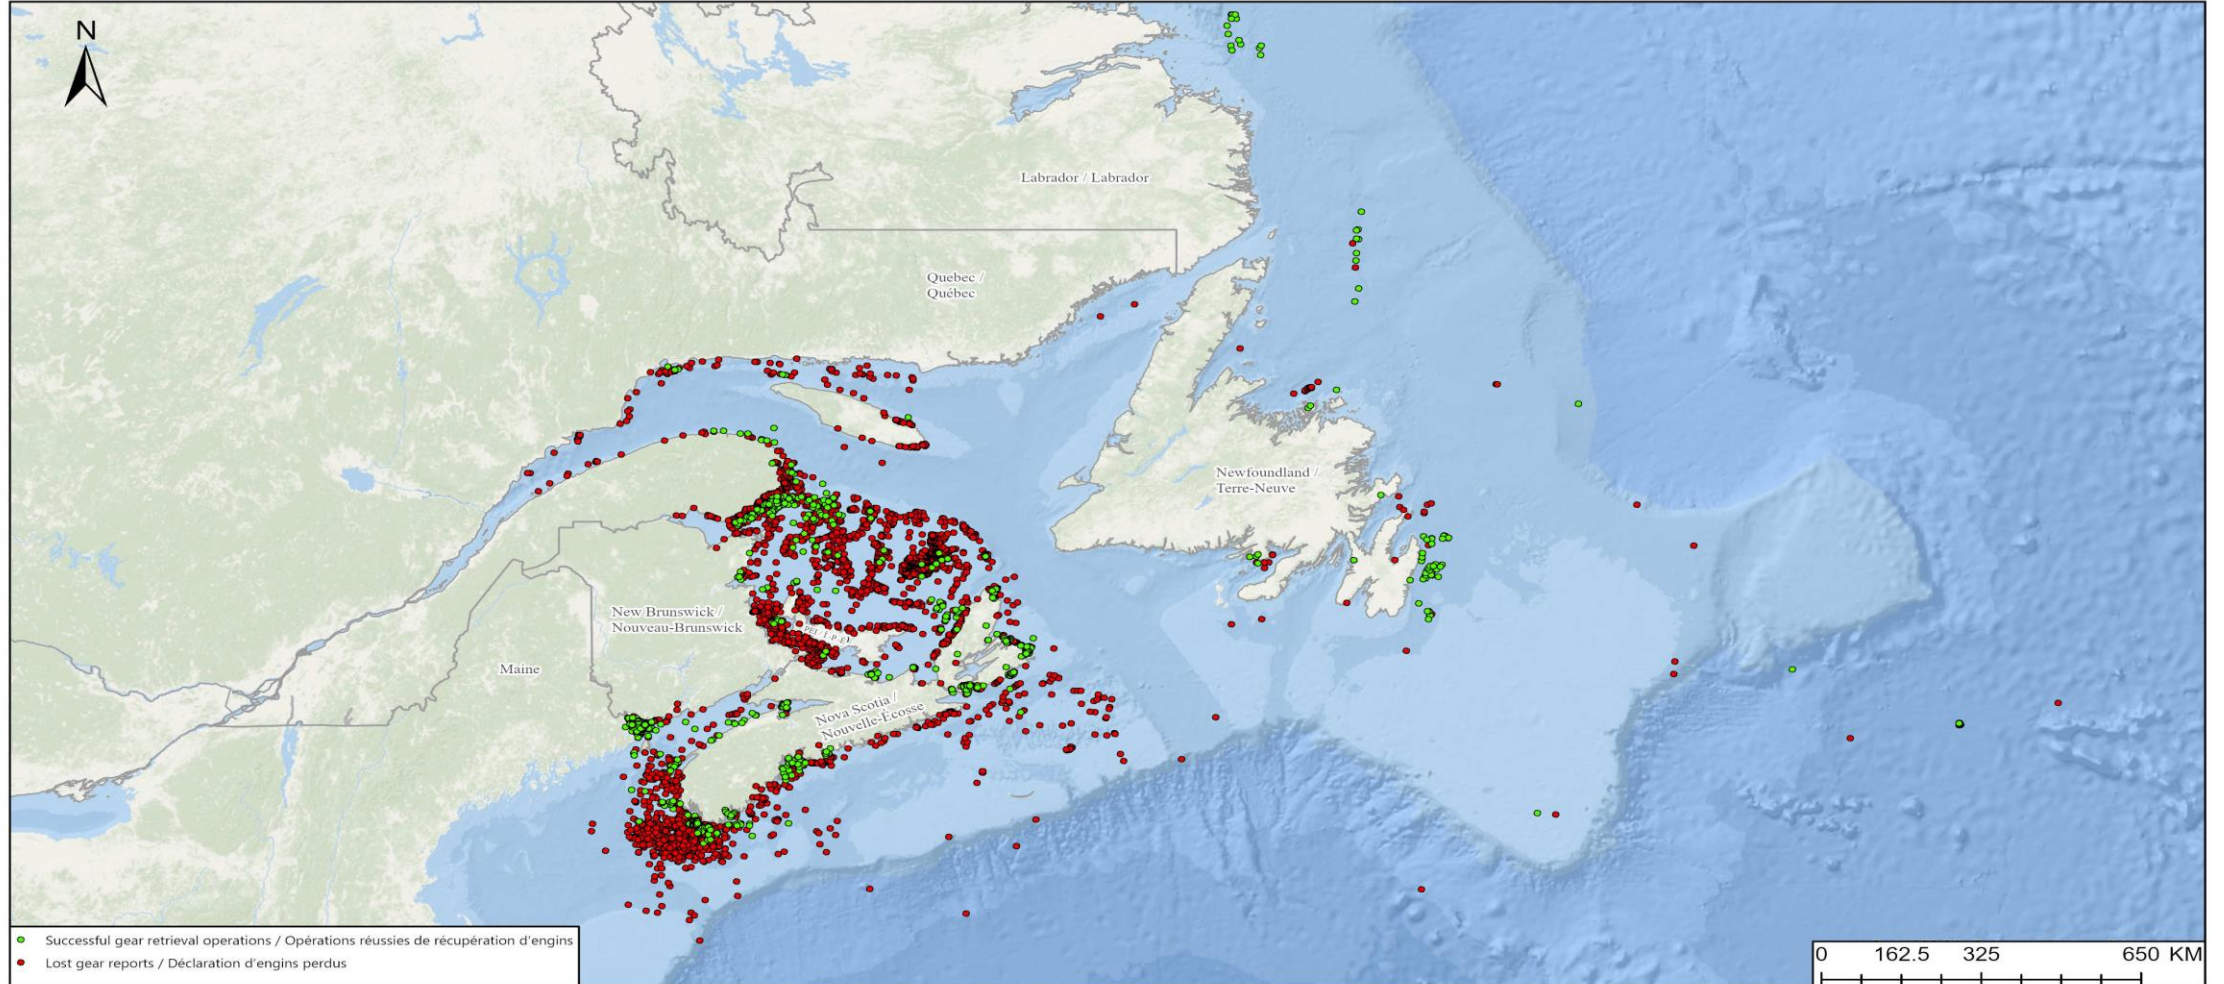 N
Labrador / Labrador
Quebec /
Québec
Newfoundland /
Terre-Neuve
New Brunswick /
Nouveau-Brunswick
PEI / Î-P-É
Maine
Nova Scotia /
Nouvelle-Écosse
Successful gear retrieval operations / Opérations réussies de récupération d'engins
Lost gear reports / Déclaration d'engins perdus
0 162.5 325 650 KM